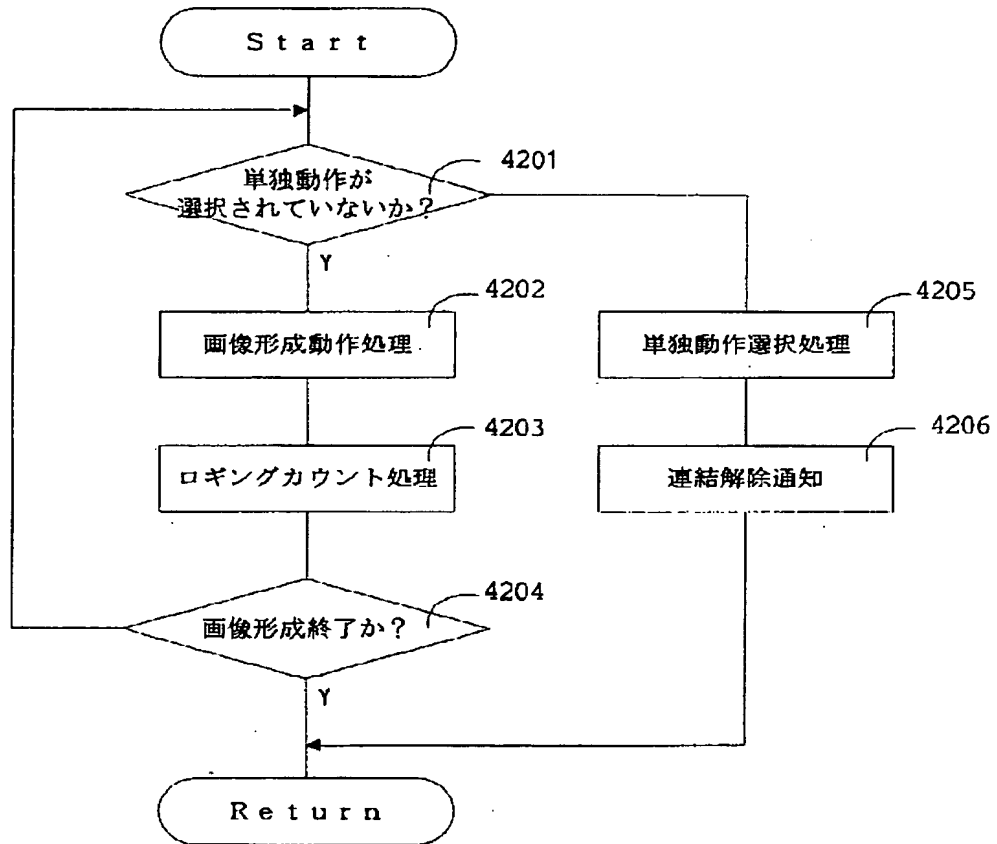 Start
4201
単独動作が
選択されていないか？
Y
4202
画像形成動作処理
4203
ロギングカウント処理
4204
画像形成終了か？
Y
4205
単独動作選択処理
4206
連結解除通知
Return